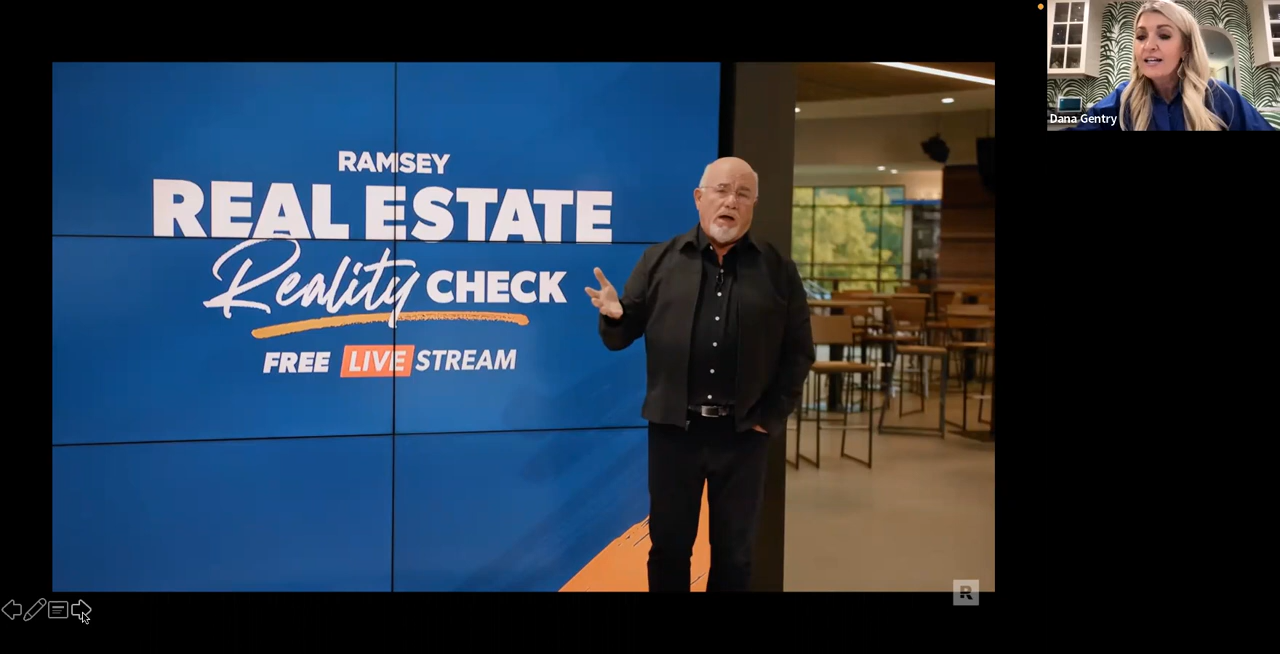 RAMSEY
REAL ESTATE
Reality CHECK
FREE LIVE STREAM
R
Dana Gentry